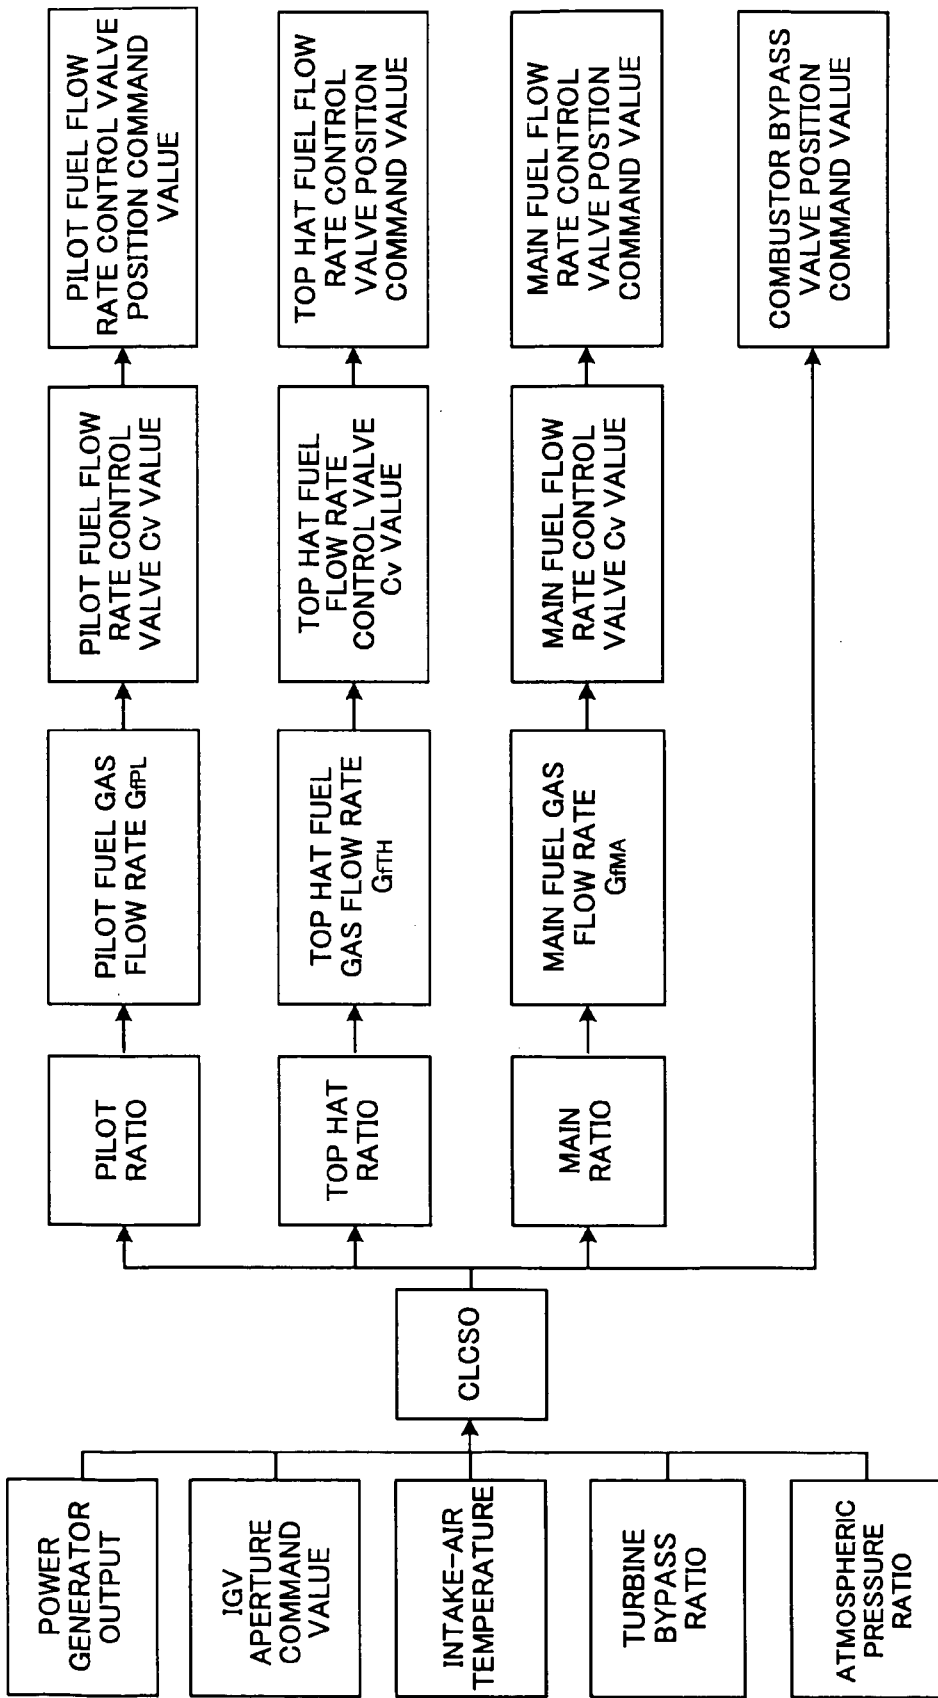 POWER
GENERATOR
OUTPUT
IGV
APERTURE
COMMAND
VALUE
INTAKE-AIR
TEMPERATURE
TURBINE
BYPASS
RATIO
ATMOSPHERIC
PRESSURE
RATIO
CLCSO
PILOT
RATIO
PILOT FUEL GAS
FLOW RATE GfPL
PILOT FUEL FLOW
RATE CONTROL
VALVE Cv VALUE
PILOT FUEL FLOW
RATE CONTROL VALVE
POSITION COMMAND
VALUE
TOP HAT
RATIO
TOP HAT FUEL
GAS FLOW RATE
GfTH
TOP HAT FUEL
FLOW RATE
CONTROL VALVE
Cv VALUE
TOP HAT FUEL FLOW
RATE CONTROL
VALVE POSITION
COMMAND VALUE
MAIN
RATIO
MAIN FUEL GAS
FLOW RATE
GfMA
MAIN FUEL FLOW
RATE CONTROL
VALVE Cv VALUE
MAIN FUEL FLOW
RATE CONTROL
VALVE POSTION
COMMAND VALUE
COMBUSTOR BYPASS
VALVE POSITION
COMMAND VALUE